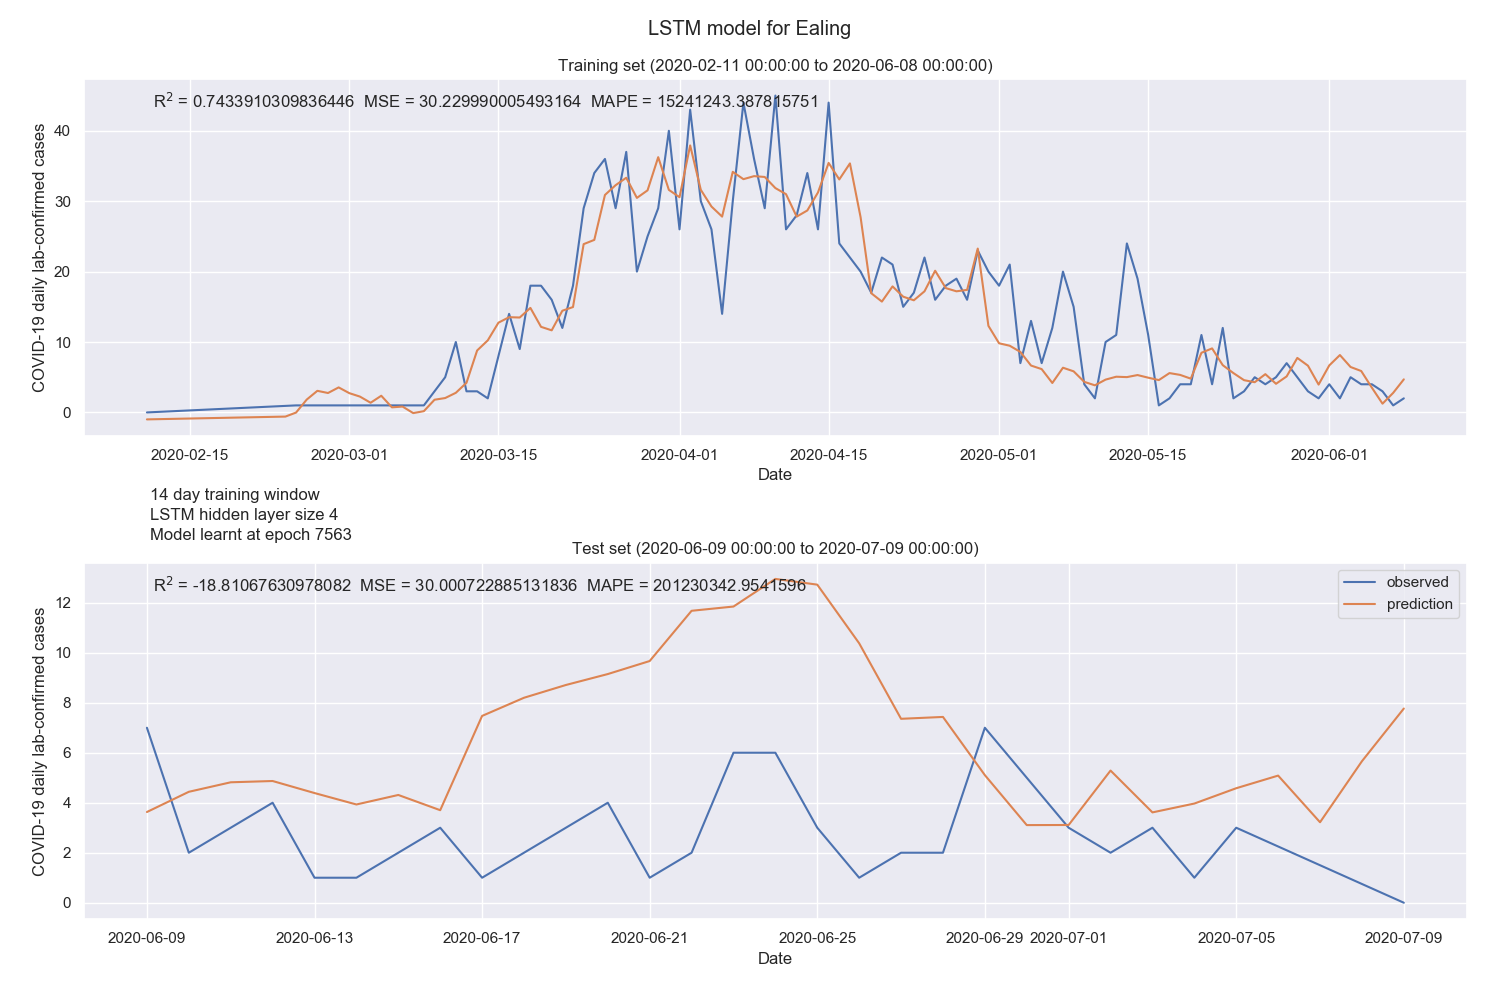 LSTM model for Ealing
Training set (2020-02-11 00:00:00 to 2020-06-08 00:00:00)
R² = 0.7433910309836446 MSE = 30.229990005493164 MAPE = 15241243.387815751
COVID-19 daily lab-confirmed cases
40
30
20
10
0
2020-02-15 2020-03-01 2020-03-15 2020-04-01 2020-04-15 2020-05-01 2020-05-15 2020-06-01
Date
14 day training window
LSTM hidden layer size 4
Model learnt at epoch 7563
Test set (2020-06-09 00:00:00 to 2020-07-09 00:00:00)
R² = -18.81067630978082 MSE = 30.000722885131836 MAPE = 201230342.9541596
observed
prediction
COVID-19 daily lab-confirmed cases
12
10
8
6
4
2
0
2020-06-09 2020-06-13 2020-06-17 2020-06-21 2020-06-25 2020-06-29 2020-07-01 2020-07-05 2020-07-09
Date